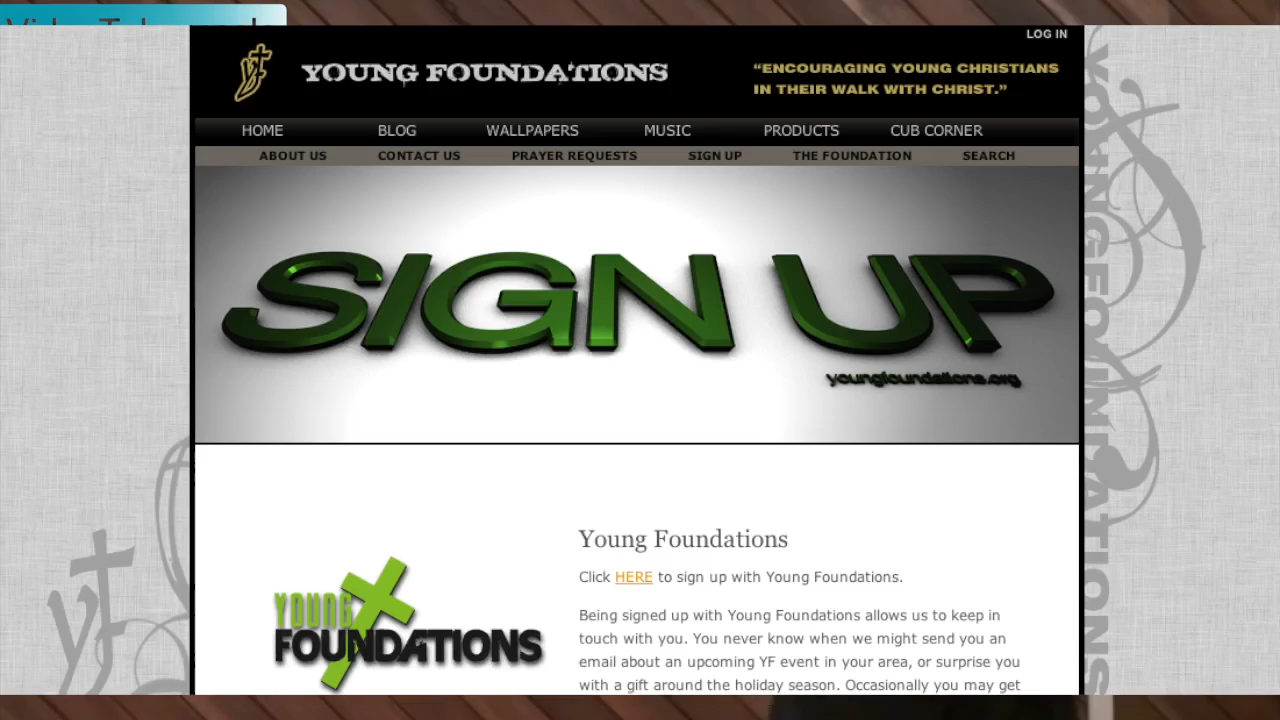 LOG IN
YOUNG FOUNDATIONS
“ENCOURAGING YOUNG CHRISTIANS
IN THEIR WALK WITH CHRIST.”
HOME BLOG WALLPAPERS MUSIC PRODUCTS CUB CORNER
ABOUT US CONTACT US PRAYER REQUESTS SIGN UP THE FOUNDATION SEARCH
SIGN UP
youngfoundations.org
YOUNG FOUNDATIONS
yf
YOUNG
FOUNDATIONS
Young Foundations
Click HERE to sign up with Young Foundations.
Being signed up with Young Foundations allows us to keep in
touch with you. You never know when we might send you an
email about an upcoming YF event in your area, or surprise you
with a gift around the holiday season. Occasionally you may get